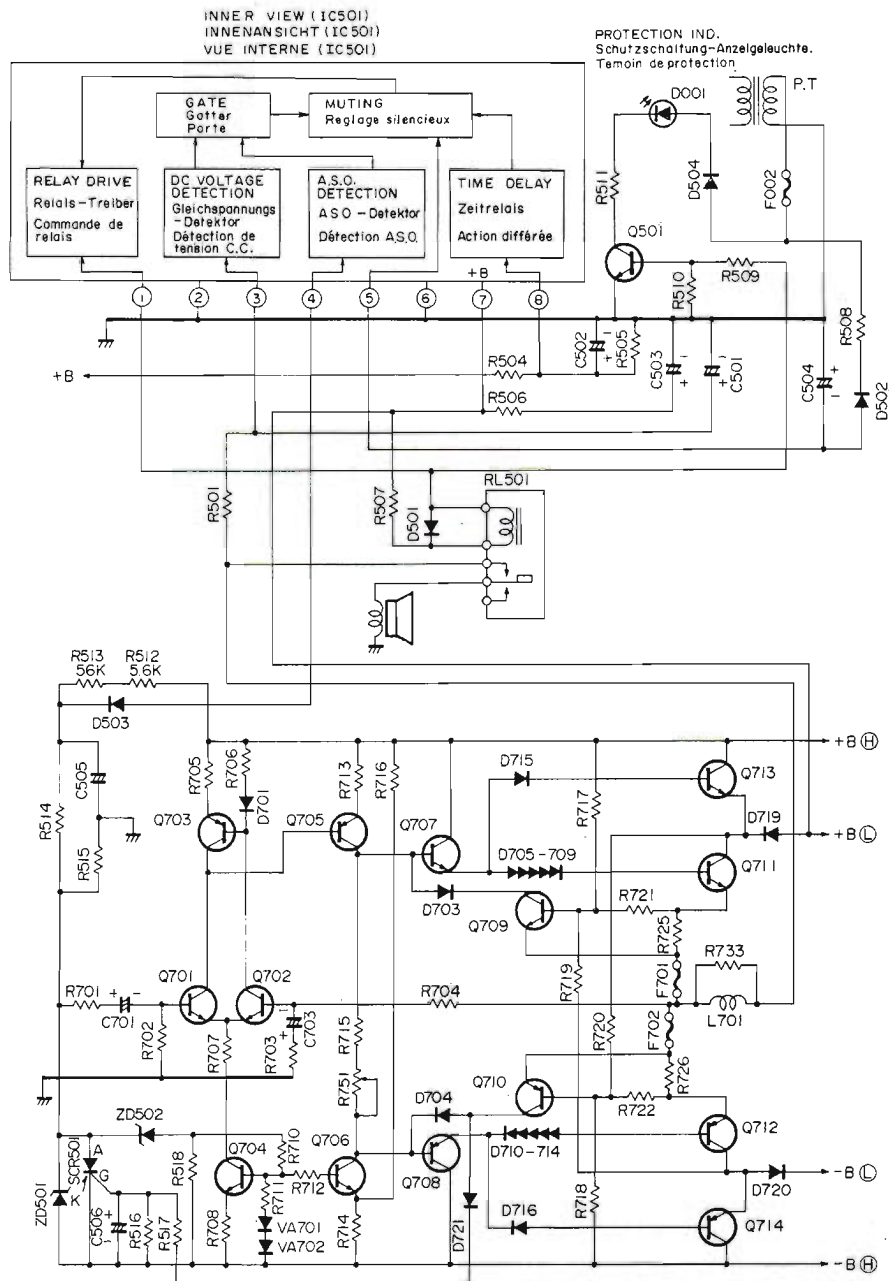 INNER VIEW (IC501)
INNENANSICHT (IC501)
VUE INTERNE (IC501)
PROTECTION IND.
Schutzschaltung-Anzelgeleuchte.
Temoin de protection
P.T
D001
GATE
Gatter
Porte
MUTING
Reglage silencieux
R511
D504
F002
RELAY DRIVE
Relais-Treiber
Commande de
relais
DC VOLTAGE
DETECTION
Gleichspannungs
-Detektor
Détection de
tension C.C.
A.S.O.
DETECTION
ASO-Detektor
Détection A.S.O.
TIME DELAY
Zeitrelais
Action différée
Q501
R510
R509
+B
1
2
3
4
5
6
7
8
R508
+B
R504
C502
- +
R505
C503
- +
C501
- +
C504
+ -
D502
R506
R501
R507
D501
RL501
R513
56K
R512
5.6K
D503
+B H
R705
R706
D701
R713
R716
D715
Q713
C505
R717
D719
R514
Q703
Q705
Q707
+B L
R515
D705-709
Q711
D703
R721
Q709
R725
R733
R701
+ -
C701
Q701
Q702
R704
R719
F701
L701
R702
R707
- +
C703
R703
R715
R720
F702
R751
Q710
R726
D704
R722
Q712
ZD502
Q704
R710
Q706
Q708
D710-714
A
SCR501
G
K
ZD501
R518
R712
-B L
D720
R711
R718
C506
+ -
R516
R517
R708
VA701
VA702
R714
D721
D716
Q714
-B H